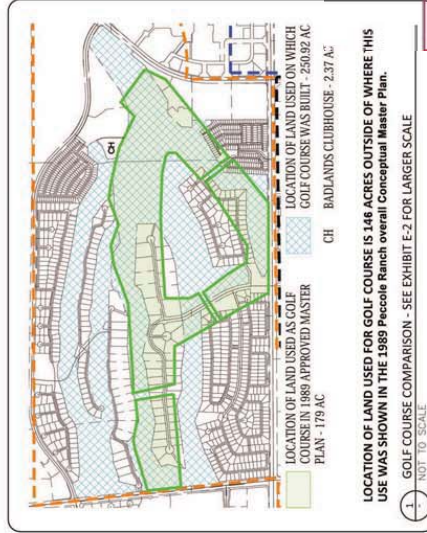 CH
LOCATION OF LAND USED AS GOLF
COURSE IN 1989 APPROVED MASTER
PLAN - 179 AC
LOCATION OF LAND USED ON WHICH
GOLF COURSE WAS BUILT - 250.92 AC
CH BADLANDS CLUBHOUSE - 2.37 AC
LOCATION OF LAND USED FOR GOLF COURSE IS 146 ACRES OUTSIDE OF WHERE THIS
USE WAS SHOWN IN THE 1989 Peccole Ranch overall Conceptual Master Plan.
1 GOLF COURSE COMPARISON - SEE EXHIBIT E-2 FOR LARGER SCALE
- NOT TO SCALE